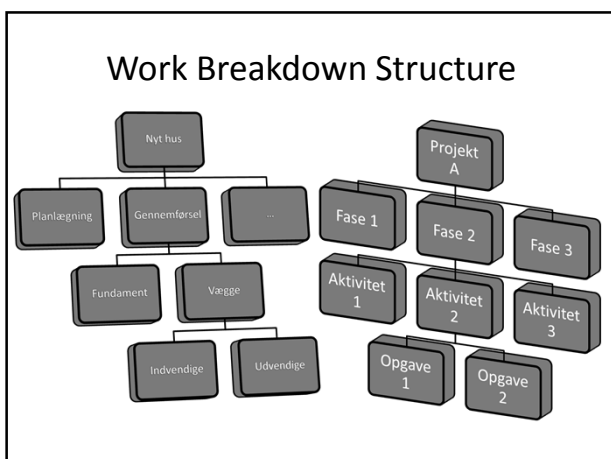 Work Breakdown Structure
Nyt hus
Planlægning
Gennemførsel
...
Fundament
Vægge
Indvendige
Udvendige
Projekt
A
Fase 1
Fase 2
Fase 3
Aktivitet
1
Aktivitet
2
Aktivitet
3
Opgave
1
Opgave
2